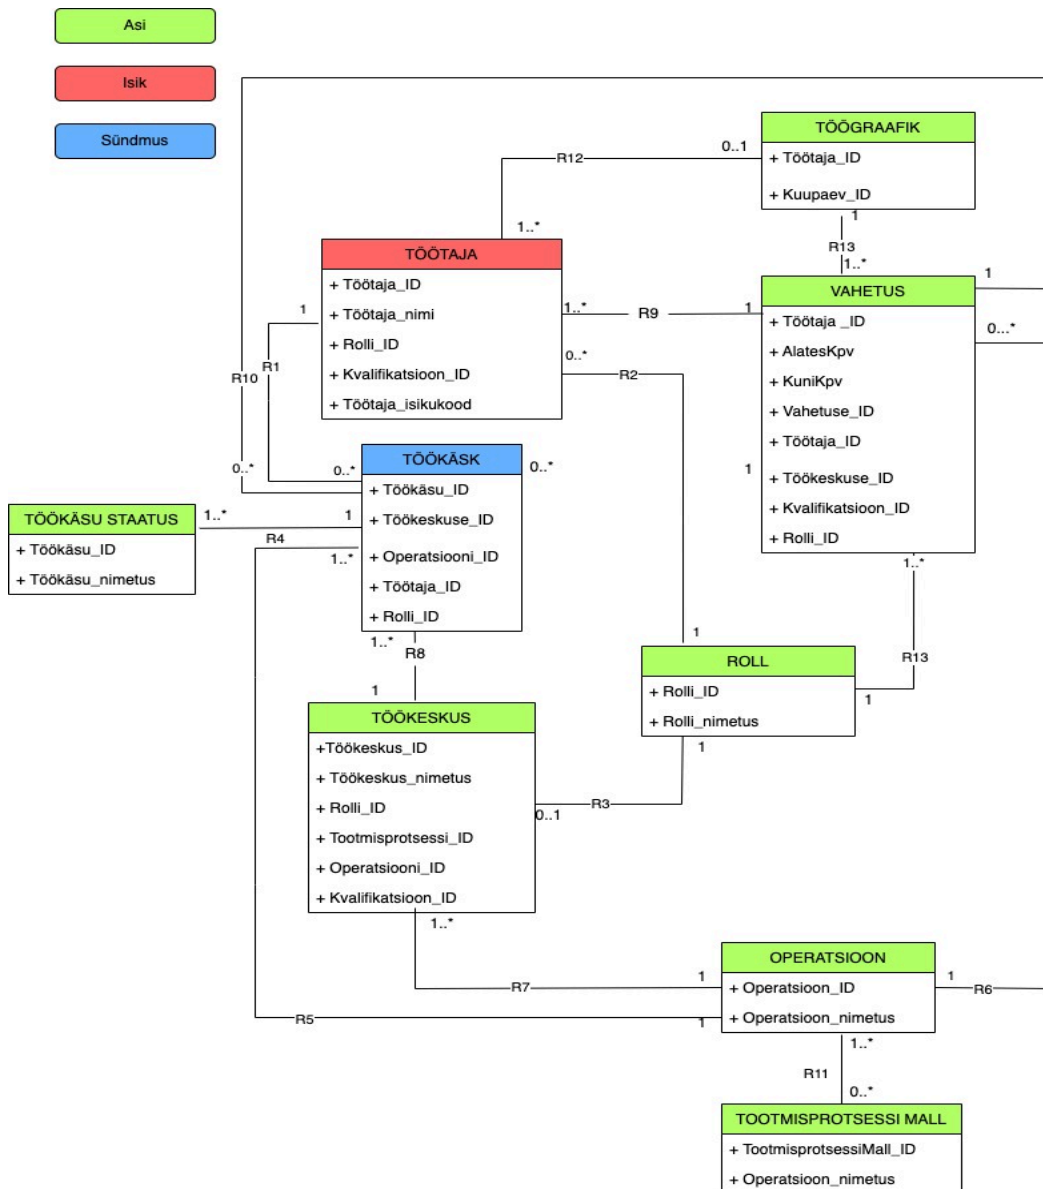 Asi
Isik
Sündmus
TÖÖGRAAFIK
+ Töötaja_ID
+ Kuupaev_ID
0..1
R12
1..*
1
R13
1..*
TÖÖTAJA
+ Töötaja_ID
+ Töötaja_nimi
+ Rolli_ID
+ Kvalifikatsioon_ID
+ Töötaja_isikukood
1
R1
0..*
R10
0..*
1..*
R9
1
0..*
R2
1
VAHETUS
+ Töötaja _ID
+ AlatesKpv
+ KuniKpv
+ Vahetuse_ID
+ Töötaja_ID
+ Töökeskuse_ID
+ Kvalifikatsioon_ID
+ Rolli_ID
1
0...*
1
1..*
R13
1
TÖÖKÄSK
+ Töökäsu_ID
+ Töökeskuse_ID
+ Operatsiooni_ID
+ Töötaja_ID
+ Rolli_ID
0..*
TÖÖKÄSU STAATUS
+ Töökäsu_ID
+ Töökäsu_nimetus
1..*
1
R4
1..*
1..*
R8
1
ROLL
+ Rolli_ID
+ Rolli_nimetus
1
R3
0..1
TÖÖKESKUS
+Töökeskus_ID
+ Töökeskus_nimetus
+ Rolli_ID
+ Tootmisprotsessi_ID
+ Operatsiooni_ID
+ Kvalifikatsioon_ID
1..*
R7
1
R5
1
OPERATSIOON
+ Operatsioon_ID
+ Operatsioon_nimetus
1
R6
1..*
R11
0..*
TOOTMISPROTSESSI MALL
+ TootmisprotsessiMall_ID
+ Operatsioon_nimetus